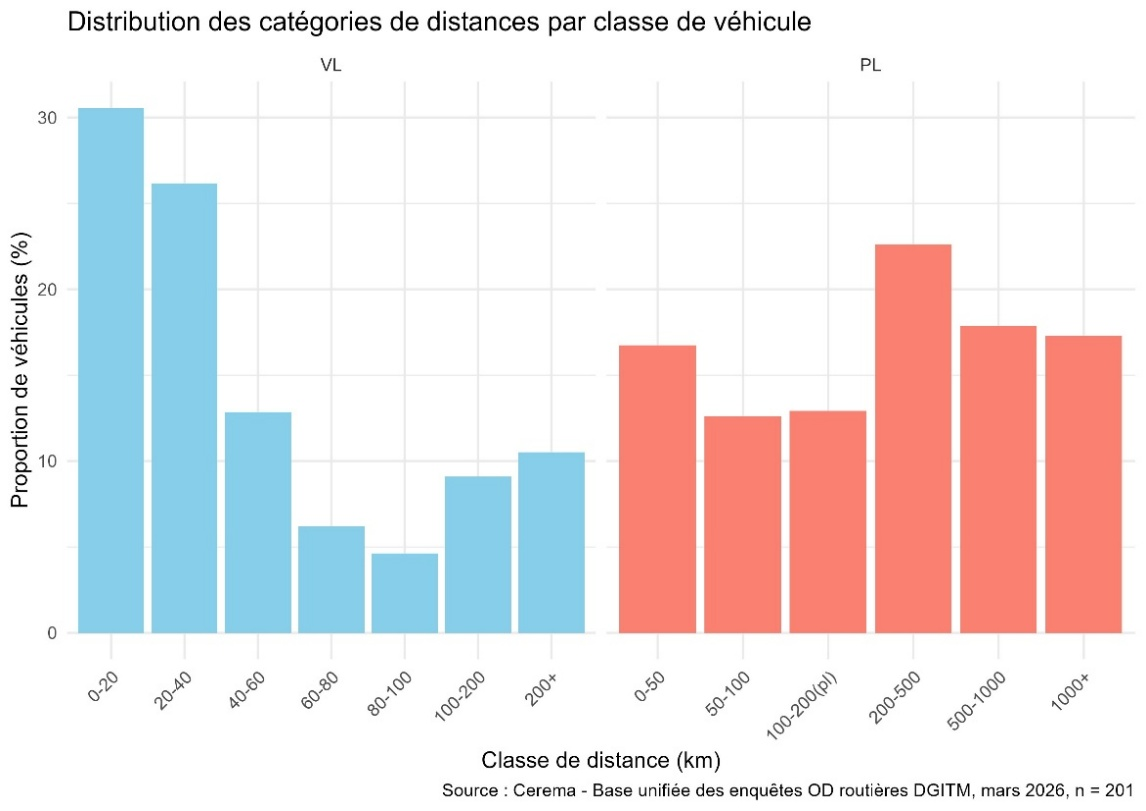 Distribution des catégories de distances par classe de véhicule
VL
PL
Proportion de véhicules (%)
30
20
10
0
0-20
20-40
40-60
60-80
80-100
100-200
200+
0-50
50-100
100-200(pl)
200-500
500-1000
1000+
Classe de distance (km)
Source : Cerema - Base unifiée des enquêtes OD routières DGITM, mars 2026, n = 201